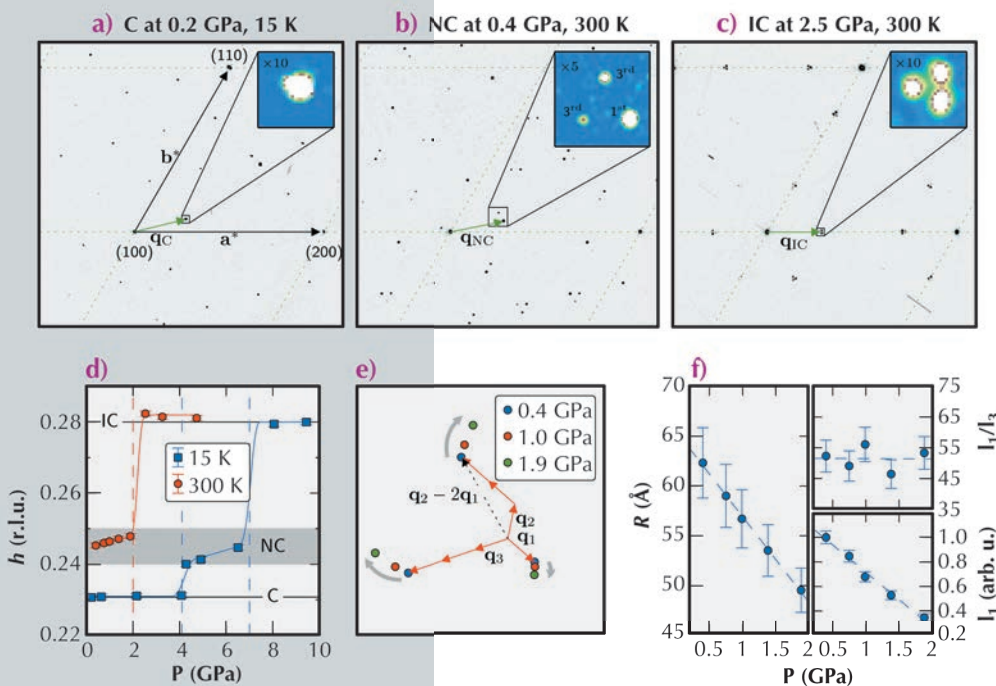 a) C at 0.2 GPa, 15 K
(110)
×10
b*
q_C
a*
(100)
(200)
b) NC at 0.4 GPa, 300 K
×5
3rd
3rd
1st
q_NC
c) IC at 2.5 GPa, 300 K
×10
q_IC
d)
h (r.l.u.)
0.28
0.26
0.24
0.22
IC
15 K
300 K
NC
C
0 2 4 6 8 10
P (GPa)
e)
0.4 GPa
1.0 GPa
1.9 GPa
q₂ − 2q₁
q₂
q₁
q₃
f)
R (Å)
70
65
60
55
50
45
0.5 1 1.5 2
75
65
55
45
35
I₁/I₃
1.0
0.8
0.6
0.4
0.2
I₁ (arb. u.)
0.5 1 1.5 2
P (GPa)